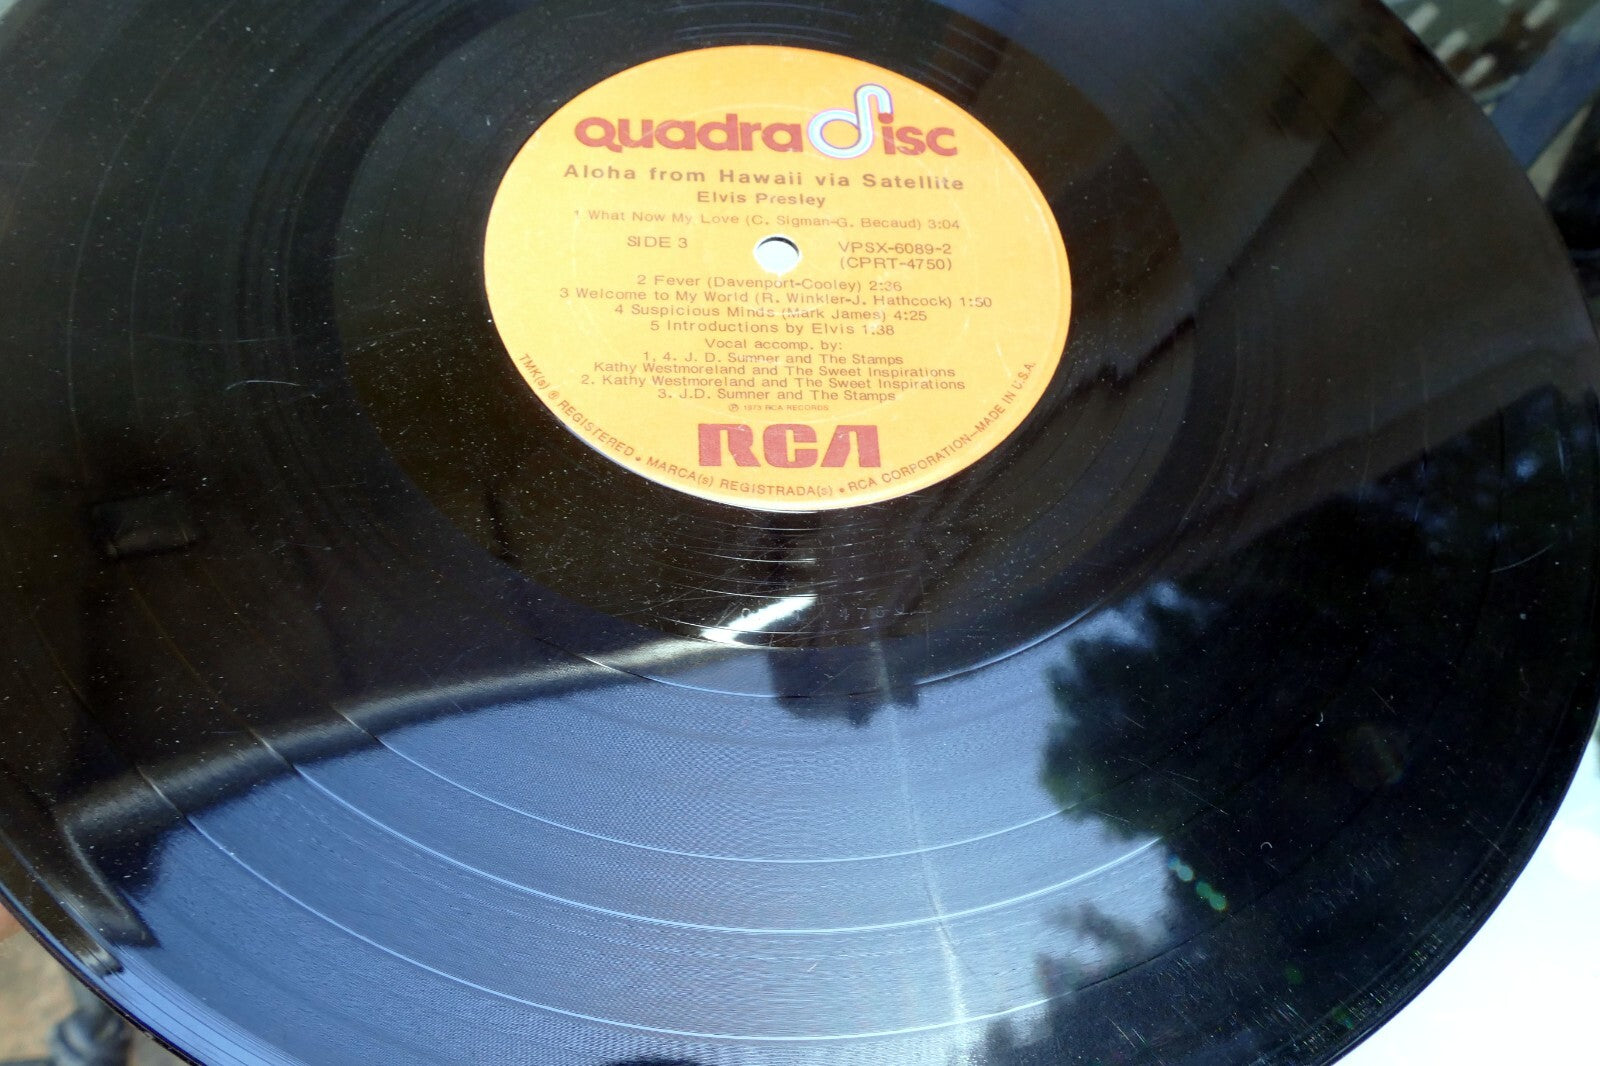 quadradisc
Aloha from Hawaii via Satellite
Elvis Presley
1 What Now My Love (C. Sigman-G. Becaud) 3:04
SIDE 3
VPSX-6089-2
(CPRT-4750)
2 Fever (Davenport-Cooley) 2:36
3 Welcome to My World (R. Winkler-J. Hathcock) 1:50
4 Suspicious Minds (Mark James) 4:25
5 Introductions by Elvis 1:38
Vocal accomp. by:
1, 4. J. D. Sumner and The Stamps
Kathy Westmoreland and The Sweet Inspirations
2. Kathy Westmoreland and The Sweet Inspirations
3. J.D. Sumner and The Stamps
℗ 1973 RCA RECORDS
RCA
TMK(s) ® REGISTERED • MARCA(s) REGISTRADA(s) • RCA CORPORATION—MADE IN U.S.A.